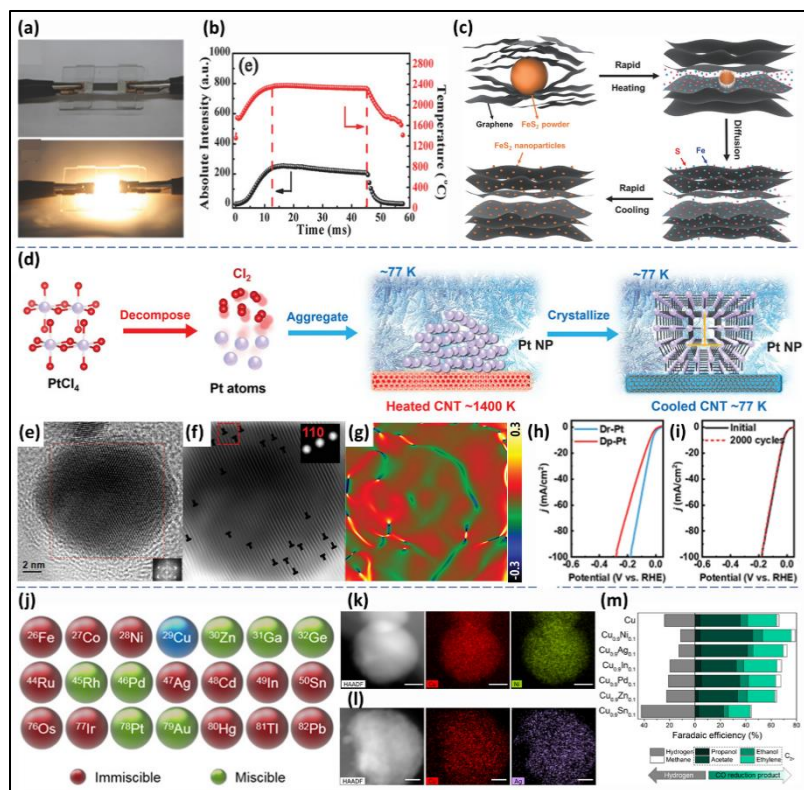 (a)
(b)
(e)
Absolute Intensity (a.u.)
1000
800
600
400
200
0
Temperature (°C)
2800
2400
2000
1600
1200
800
400
0 10 20 30 40 50 60
Time (ms)
(c)
Graphene
FeS₂ powder
Rapid
Heating
Diffusion
FeS₂
nanoparticles
Rapid
Cooling
S
Fe
(d)
PtCl₄
Decompose
Cl₂
Pt atoms
Aggregate
~77 K
Pt NP
Heated CNT ~1400 K
Crystallize
~77 K
Pt NP
Cooled CNT ~77 K
(e)
2 nm
(f)
110
(g)
0.3
-0.3
(h)
Dr-Pt
Dp-Pt
j (mA/cm²)
0
-20
-40
-60
-80
-100
-0.4 -0.2 0.0
Potential (V vs. RHE)
(i)
Initial
2000 cycles
j (mA/cm²)
0
-20
-40
-60
-80
-100
-0.4 -0.2 0.0
Potential (V vs. RHE)
(j)
²⁶Fe ²⁷Co ²⁸Ni ²⁹Cu ³⁰Zn ³¹Ga ³²Ge
⁴⁴Ru ⁴⁵Rh ⁴⁶Pd ⁴⁷Ag ⁴⁸Cd ⁴⁹In ⁵⁰Sn
⁷⁶Os ⁷⁷Ir ⁷⁸Pt ⁷⁹Au ⁸⁰Hg ⁸¹Tl ⁸²Pb
Immiscible Miscible
(k)
HAADF
Ni
(l)
HAADF
Ag
(m)
Cu
Cu₀.₉Ni₀.₁
Cu₀.₉Ag₀.₁
Cu₀.₉In₀.₁
Cu₀.₉Pd₀.₁
Cu₀.₉Zn₀.₁
Cu₀.₉Sn₀.₁
40 20 0 20 40 60 80
Faradaic efficiency (%)
Hydrogen Propanol Ethanol
Methane Acetate Ethylene
C₂₊
Hydrogen CO reduction product